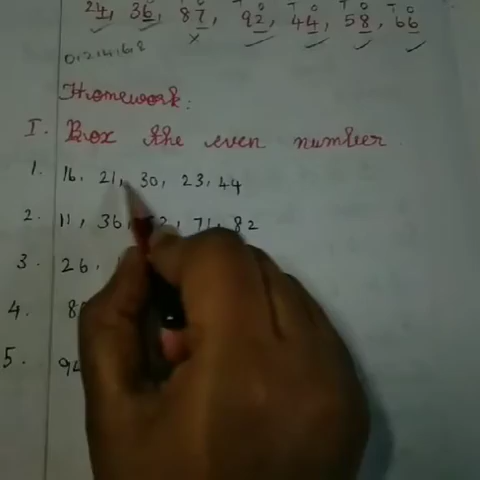 T O T O T O T O T O
24, 36, 87, 92, 44, 58, 66
0,2,4,6,8
Homework:
I. Box the even number.
1. 16, 21, 30, 23, 44
2. 11, 36, 71, 82
3. 26,
4.
5. 94